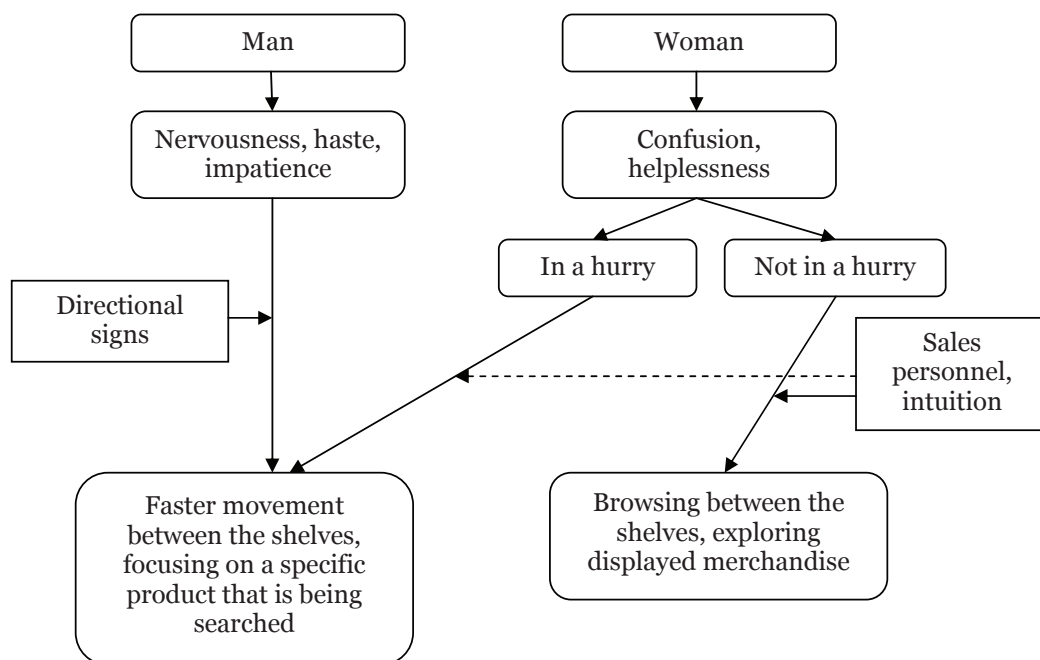 Man
Woman
Nervousness, haste,
impatience
Confusion,
helplessness
In a hurry
Not in a hurry
Directional
signs
Sales
personnel,
intuition
Faster movement
between the shelves,
focusing on a specific
product that is being
searched
Browsing between the
shelves, exploring
displayed merchandise